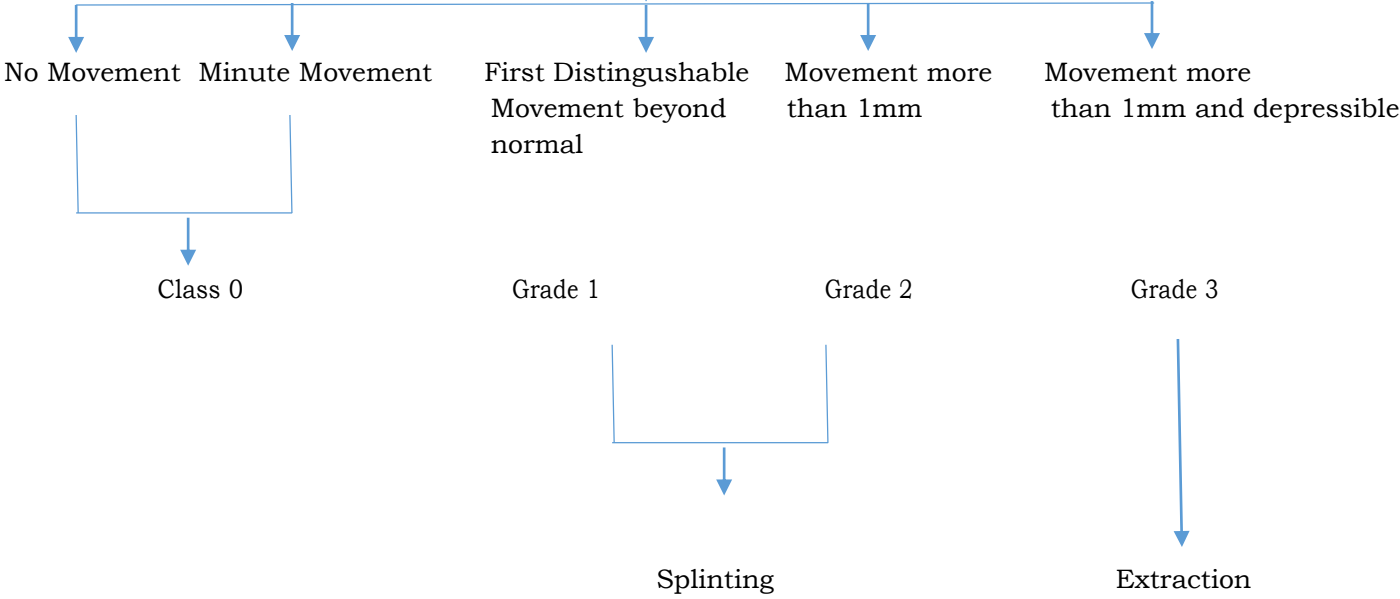 No Movement
Minute Movement
First Distingushable
Movement beyond
normal
Movement more
than 1mm
Movement more
than 1mm and depressible
Class 0
Grade 1
Grade 2
Grade 3
Splinting
Extraction